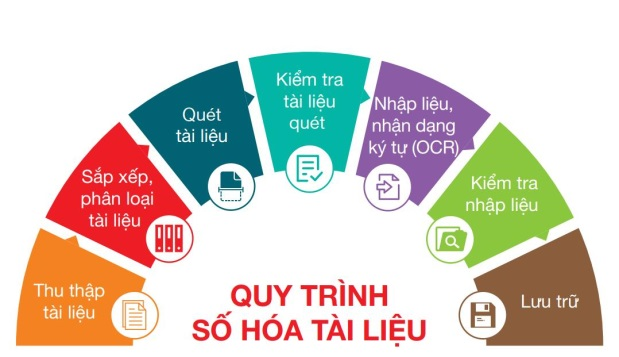 Thu thập
tài liệu
Sắp xếp,
phân loại
tài liệu
Quét
tài liệu
Kiểm tra
tài liệu
quét
Nhập liệu,
nhận dạng
ký tự (OCR)
Kiểm tra
nhập liệu
Lưu trữ
QUY TRÌNH
SỐ HÓA TÀI LIỆU